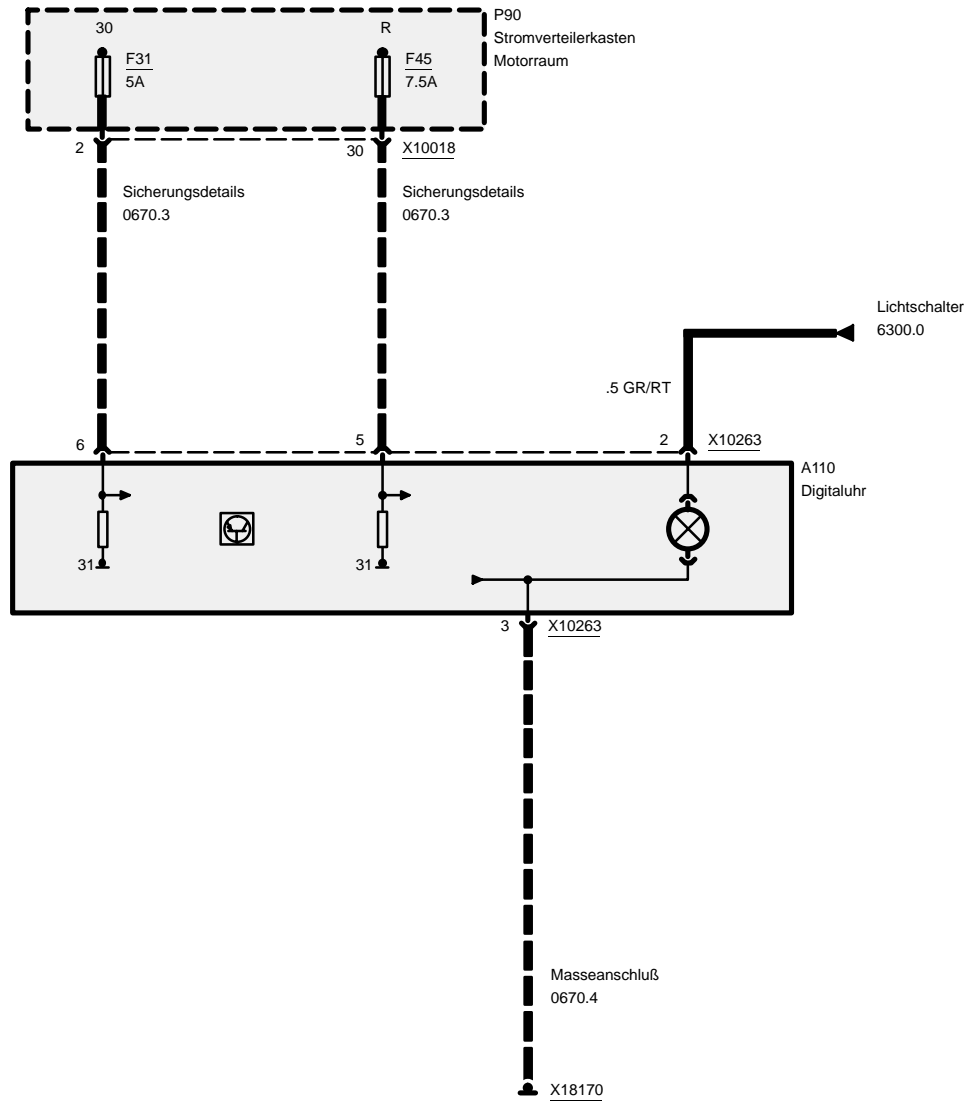 P90
Stromverteilerkasten
Motorraum
30
R
F31
5A
F45
7.5A
2
30
X10018
Sicherungsdetails
0670.3
Sicherungsdetails
0670.3
Lichtschalter
6300.0
.5 GR/RT
6
5
2
X10263
A110
Digitaluhr
31
31
3
X10263
Masseanschluß
0670.4
X18170